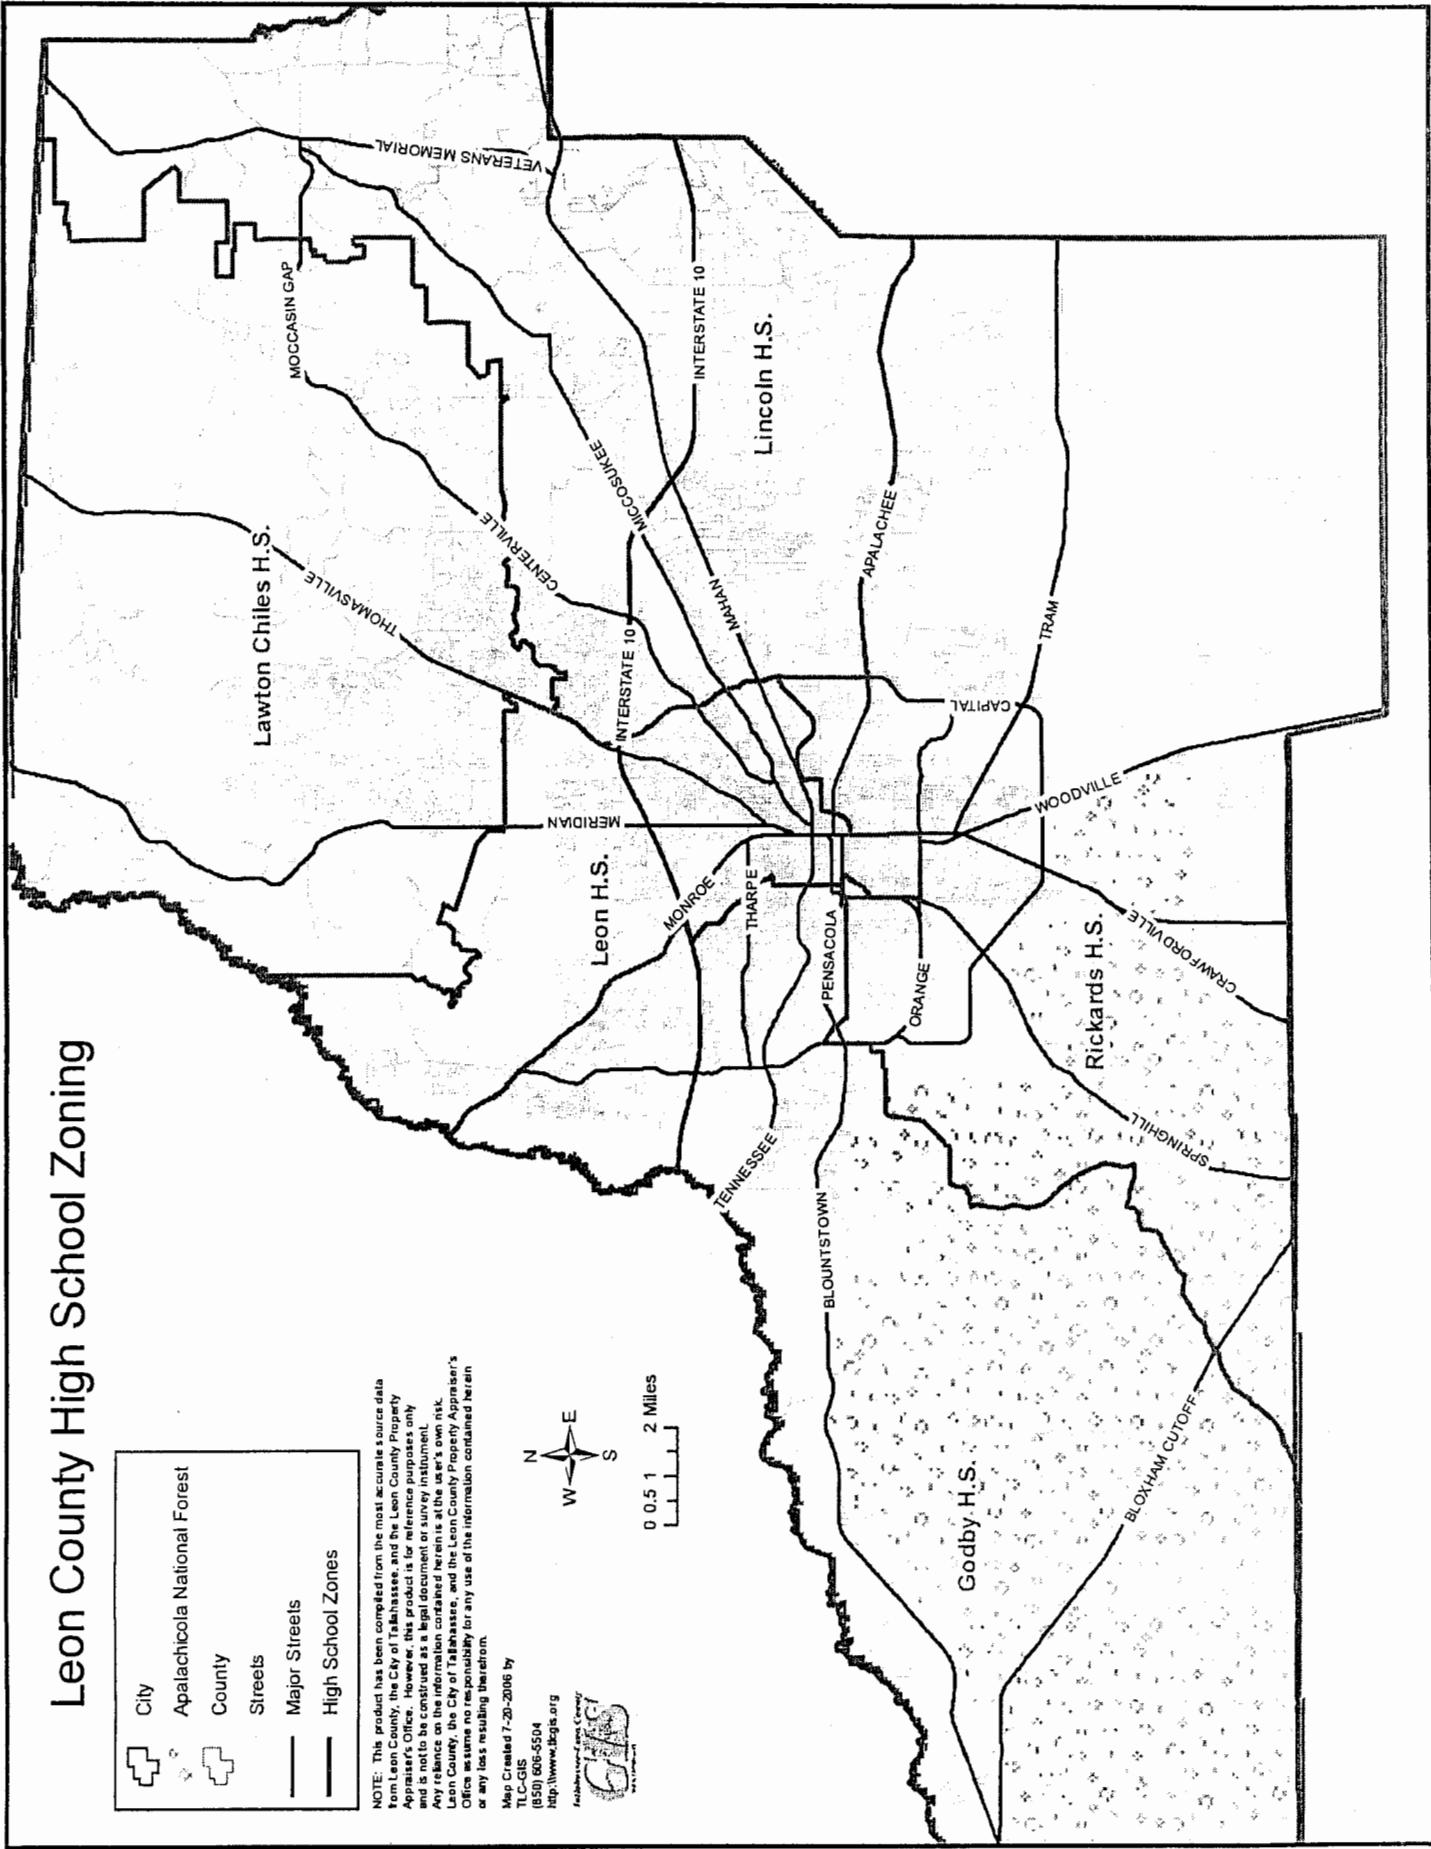 Leon County High School Zoning
City
Apalachicola National Forest
County
Streets
Major Streets
High School Zones
NOTE: This product has been compiled from the most accurate source data
from Leon County, the City of Tallahassee, and the Leon County Property
Appraiser's Office. However, this product is for reference purposes only
and is not to be construed as a legal document or survey instrument.
Any reliance on the information contained herein is at the user's own risk.
Leon County, the City of Tallahassee, and the Leon County Property Appraiser's
Office assume no responsibility for any use of the information contained herein
or any loss resulting therefrom.
Map Created 7-20-2006 by
TLC-GIS
(850) 606-5504
http://www.tlcgis.org
N
W E
S
0 0.5 1 2 Miles
Lawton Chiles H.S.
MOCCASIN GAP
VETERANS MEMORIAL
THOMASVILLE
CENTERVILLE
MICCOSUKEE
INTERSTATE 10
INTERSTATE 10
Lincoln H.S.
MAHAN
APALACHEE
MERIDIAN
Leon H.S.
MONROE
THARPE
PENSACOLA
ORANGE
CAPITAL
TRAM
WOODVILLE
TENNESSEE
BLOUNTSTOWN
Rickards H.S.
CRAWFORDVILLE
SPRINGHILL
Godby H.S.
BLOXHAM CUTOFF